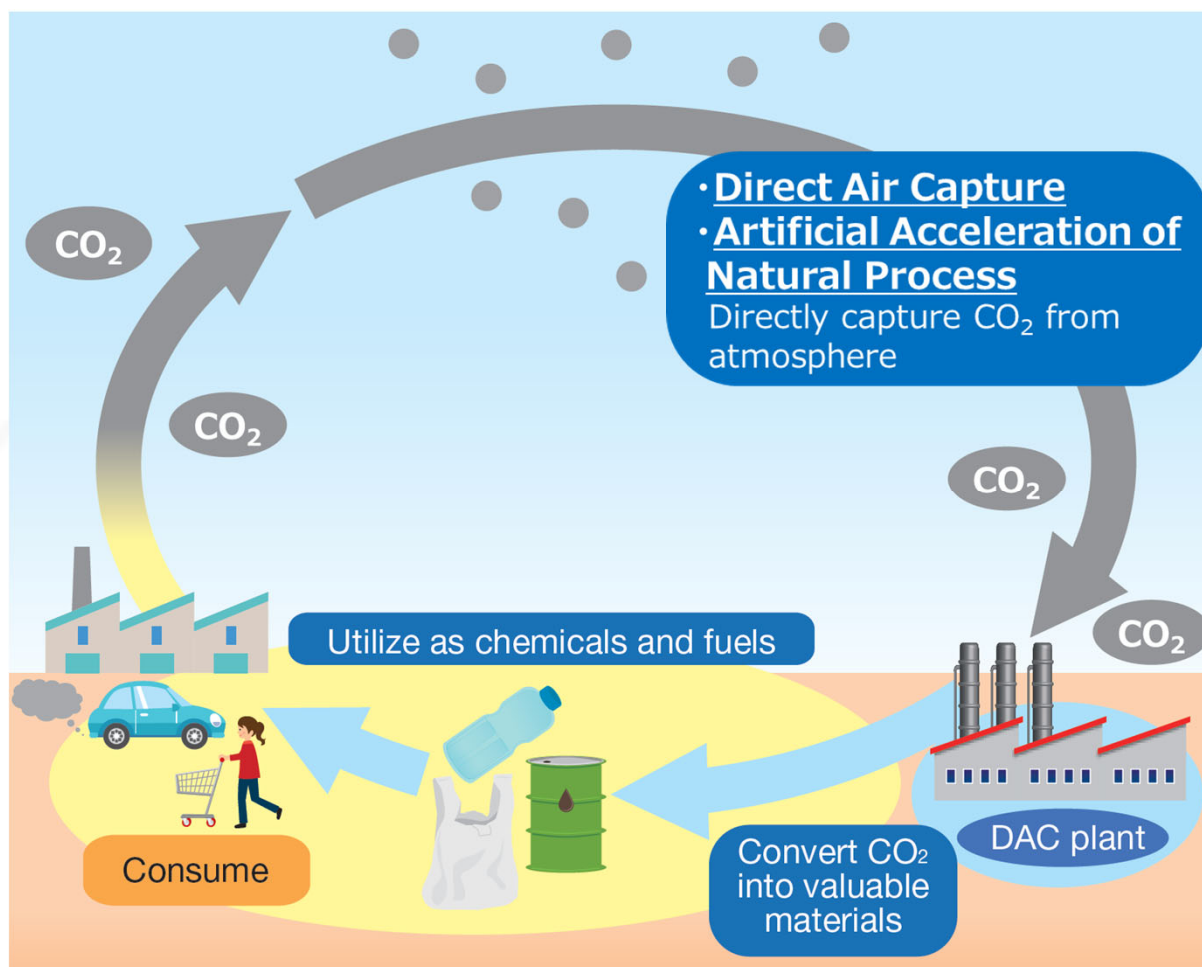 ・Direct Air Capture
・Artificial Acceleration of
Natural Process
Directly capture CO₂ from
atmosphere
CO₂
CO₂
CO₂
CO₂
Utilize as chemicals and fuels
Consume
Convert CO₂
into valuable
materials
DAC plant